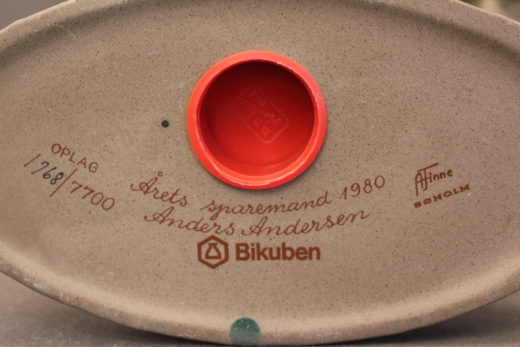 OPLAG
1768/7700
Årets sparemand 1980
Anders Andersen
Bikuben
AFinne
SØHOLM